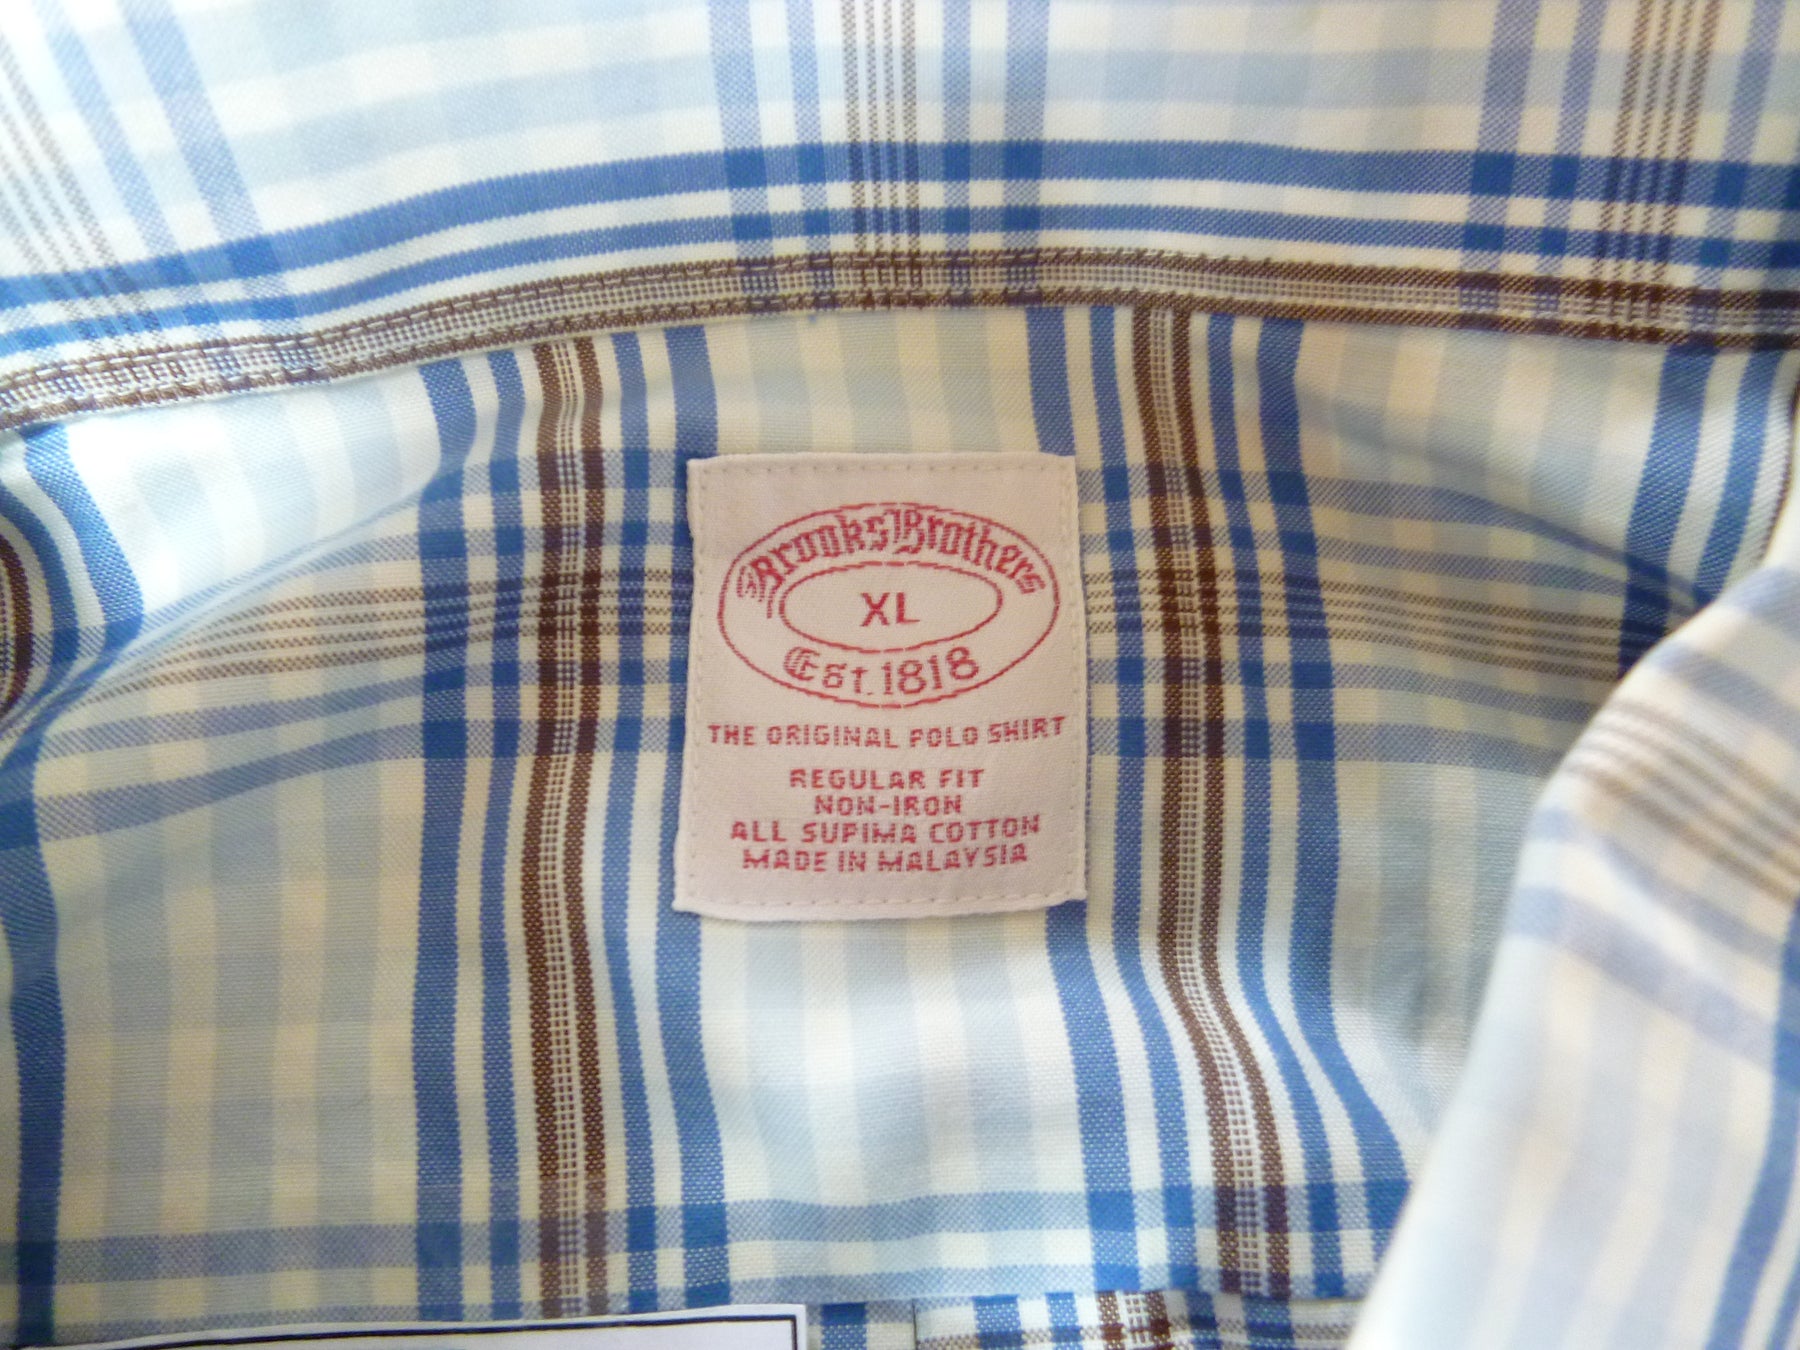 Brooks Brothers
XL
Est. 1818
THE ORIGINAL POLO SHIRT
REGULAR FIT
NON-IRON
ALL SUPIMA COTTON
MADE IN MALAYSIA